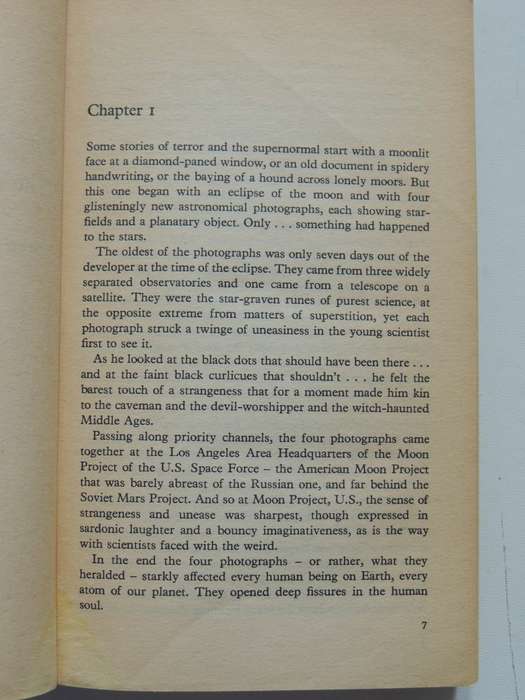 Chapter 1
Some stories of terror and the supernormal start with a moonlit
face at a diamond-paned window, or an old document in spidery
handwriting, or the baying of a hound across lonely moors. But
this one began with an eclipse of the moon and with four
glisteningly new astronomical photographs, each showing star-
fields and a planatary object. Only . . . something had happened
to the stars.
The oldest of the photographs was only seven days out of the
developer at the time of the eclipse. They came from three widely
separated observatories and one came from a telescope on a
satellite. They were the star-graven runes of purest science, at
the opposite extreme from matters of superstition, yet each
photograph struck a twinge of uneasiness in the young scientist
first to see it.
As he looked at the black dots that should have been there . . .
and at the faint black curlicues that shouldn't . . . he felt the
barest touch of a strangeness that for a moment made him kin
to the caveman and the devil-worshipper and the witch-haunted
Middle Ages.
Passing along priority channels, the four photographs came
together at the Los Angeles Area Headquarters of the Moon
Project of the U.S. Space Force – the American Moon Project
that was barely abreast of the Russian one, and far behind the
Soviet Mars Project. And so at Moon Project, U.S., the sense of
strangeness and unease was sharpest, though expressed in
sardonic laughter and a bouncy imaginativeness, as is the way
with scientists faced with the weird.
In the end the four photographs – or rather, what they
heralded – starkly affected every human being on Earth, every
atom of our planet. They opened deep fissures in the human
soul.
7